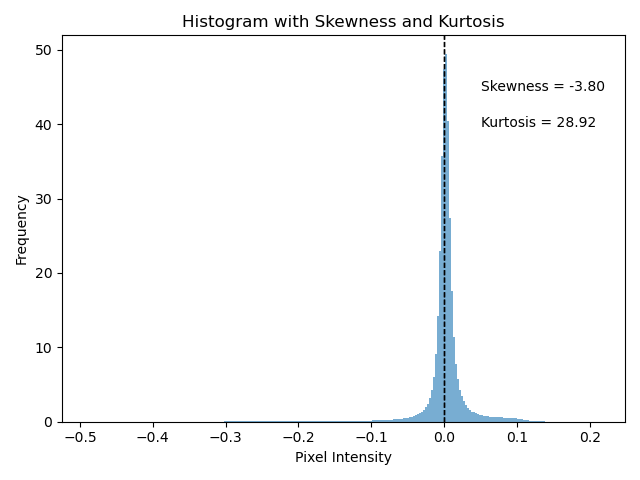 Histogram with Skewness and Kurtosis
50
40
30
20
10
0
Frequency
Skewness = -3.80
Kurtosis = 28.92
−0.5 −0.4 −0.3 −0.2 −0.1 0.0 0.1 0.2
Pixel Intensity